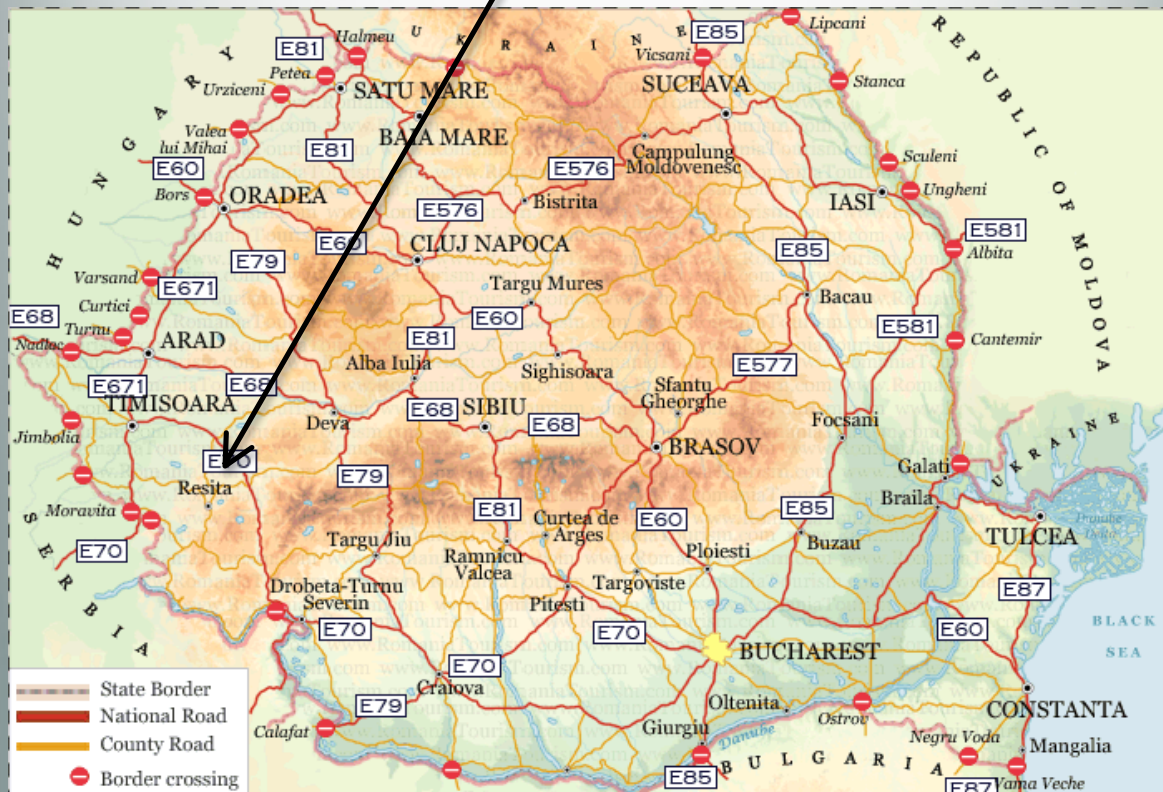 Lipcani
E85
U K R A I N E
REPUBLIC OF MOLDOVA
Halmeu
E81
Vicsani
Petea
Urziceni
SATU MARE
SUCEAVA
Stanca
HUNGARY
Valea
lui Mihai
BAIA MARE
E81
Campulung
Moldovenesc
E576
Sculeni
E60
Bors
ORADEA
Ungheni
Bistrita
IASI
E576
E581
E60
CLUJ NAPOCA
E85
Albita
E79
Varsand
E671
Targu Mures
Bacau
Curtici
E68
E60
E581
Turnu
Nadlac
ARAD
E81
Cantemir
Alba Iulia
Sighisoara
E577
E671
E68
Sfantu
Gheorghe
TIMISOARA
E68
SIBIU
E68
Deva
Focsani
UKRAINE
Jimbolia
BRASOV
Galati
E79
Resita
Braila
Moravita
E81
Curtea de
Arges
E60
E85
Danube
Delta
TULCEA
SERBIA
E70
Targu Jiu
Ramnicu
Valcea
Ploiesti
Buzau
Drobeta-Turnu
Severin
Targoviste
E87
Pitesti
E70
E70
E60
BLACK
SEA
BUCHAREST
E70
Craiova
State Border
National Road
County Road
Border crossing
E79
Calafat
Oltenita
Ostrov
CONSTANTA
Giurgiu
Danube
Negru Voda
Mangalia
E85
BULGARIA
E87
Vama Veche